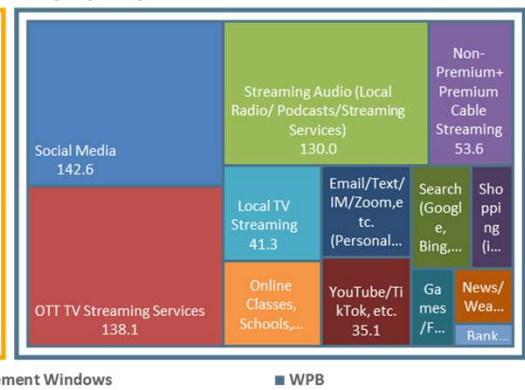 Social Media
142.6
OTT TV Streaming Services
138.1
Streaming Audio (Local
Radio/ Podcasts/Streaming
Services)
130.0
Non-
Premium+
Premium
Cable
Streaming
53.6
Local TV
Streaming
41.3
Email/Text/
IM/Zoom,e
tc.
(Personal...
Search
(Googl
e,
Bing,...
Sho
ppi
ng
(i...
Online
Classes,
Schools,...
YouTube/Ti
kTok, etc.
35.1
Ga
mes
/F...
News/
Wea...
Bank...
ement Windows
WPB